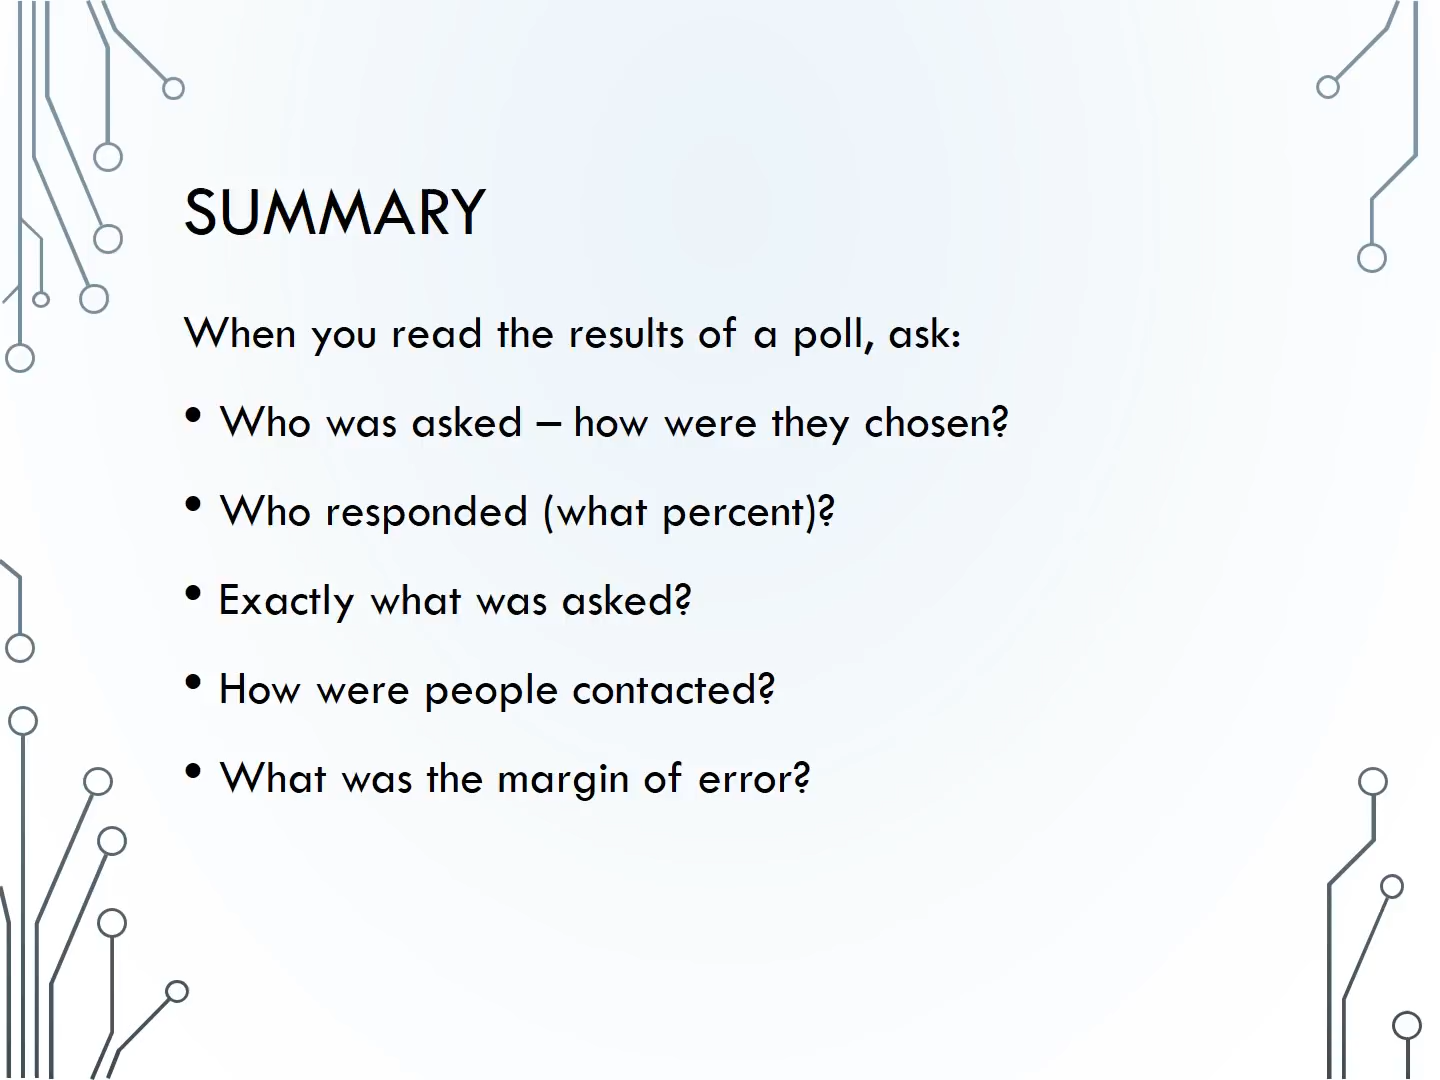 SUMMARY
When you read the results of a poll, ask:
• Who was asked – how were they chosen?
• Who responded (what percent)?
• Exactly what was asked?
• How were people contacted?
• What was the margin of error?